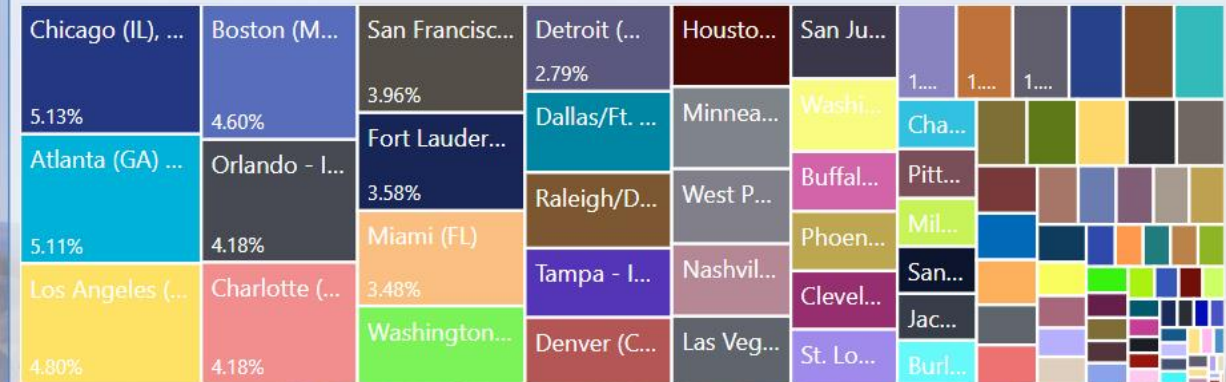 Chicago (IL), ...
5.13%
Atlanta (GA) ...
5.11%
Los Angeles (...
4.80%
Boston (M...
4.60%
Orlando - I...
4.18%
Charlotte (...
4.18%
San Francisc...
3.96%
Fort Lauder...
3.58%
Miami (FL)
3.48%
Washington...
Detroit (...
2.79%
Dallas/Ft. ...
Raleigh/D...
Tampa - I...
Denver (C...
Housto...
Minnea...
West P...
Nashvil...
Las Veg...
San Ju...
Washi...
Buffal...
Phoen...
Clevel...
St. Lo...
1....
1....
1....
Cha...
Pitt...
Mil...
San...
Jac...
Burl...